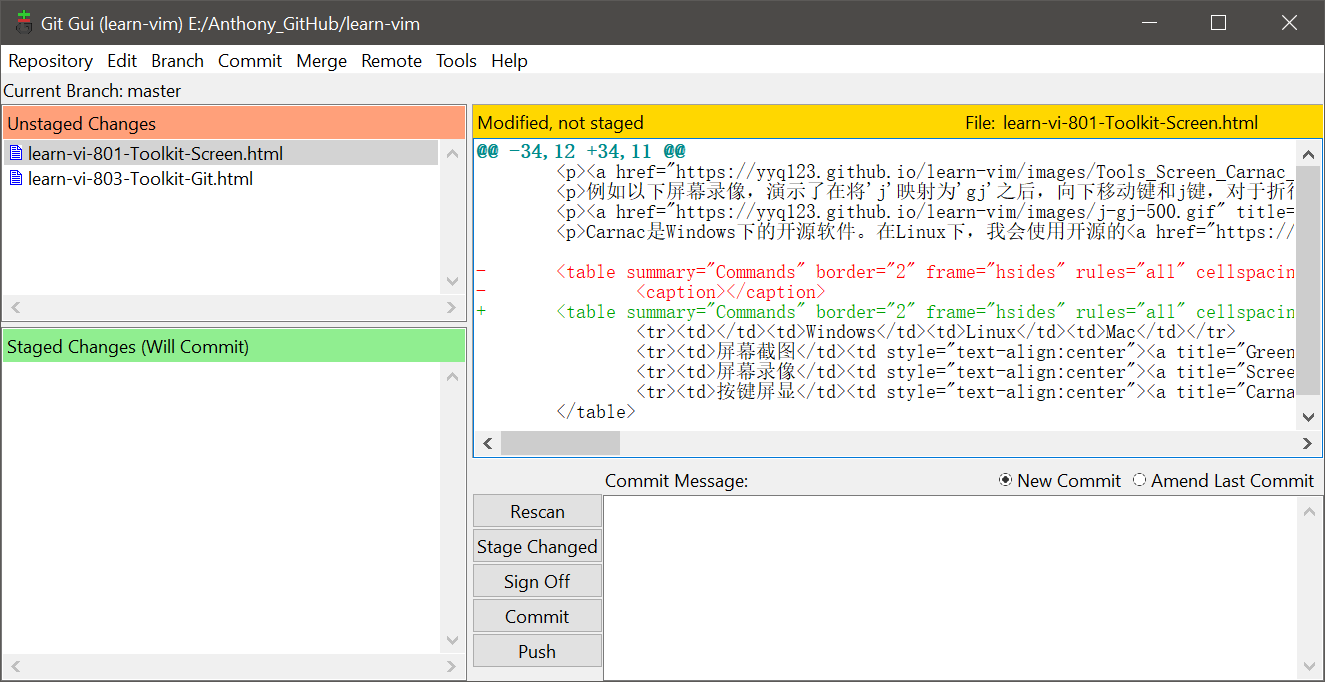 Git Gui (learn-vim) E:/Anthony_GitHub/learn-vim
Repository Edit Branch Commit Merge Remote Tools Help
Current Branch: master
Unstaged Changes
learn-vi-801-Toolkit-Screen.html
learn-vi-803-Toolkit-Git.html
Staged Changes (Will Commit)
Modified, not staged File: learn-vi-801-Toolkit-Screen.html
@@ -34,12 +34,11 @@
<p><a href="https://yyq123.github.io/learn-vim/images/Tools_Screen_Carnac_
<p>例如以下屏幕录像，演示了在将'j'映射为'gj'之后，向下移动键和j键，对于折
<p><a href="https://yyq123.github.io/learn-vim/images/j-gj-500.gif" title=
<p>Carnac是Windows下的开源软件。在Linux下，我会使用开源的<a href="https://
- <table summary="Commands" border="2" frame="hsides" rules="all" cellspacin
- <caption></caption>
+ <table summary="Commands" border="2" frame="hsides" rules="all" cellspacin
<tr><td></td><td>Windows</td><td>Linux</td><td>Mac</td></tr>
<tr><td>屏幕截图</td><td style="text-align:center"><a title="Green
<tr><td>屏幕录像</td><td style="text-align:center"><a title="Scree
<tr><td>按键屏显</td><td style="text-align:center"><a title="Carna
</table>
Commit Message: New Commit Amend Last Commit
Rescan
Stage Changed
Sign Off
Commit
Push